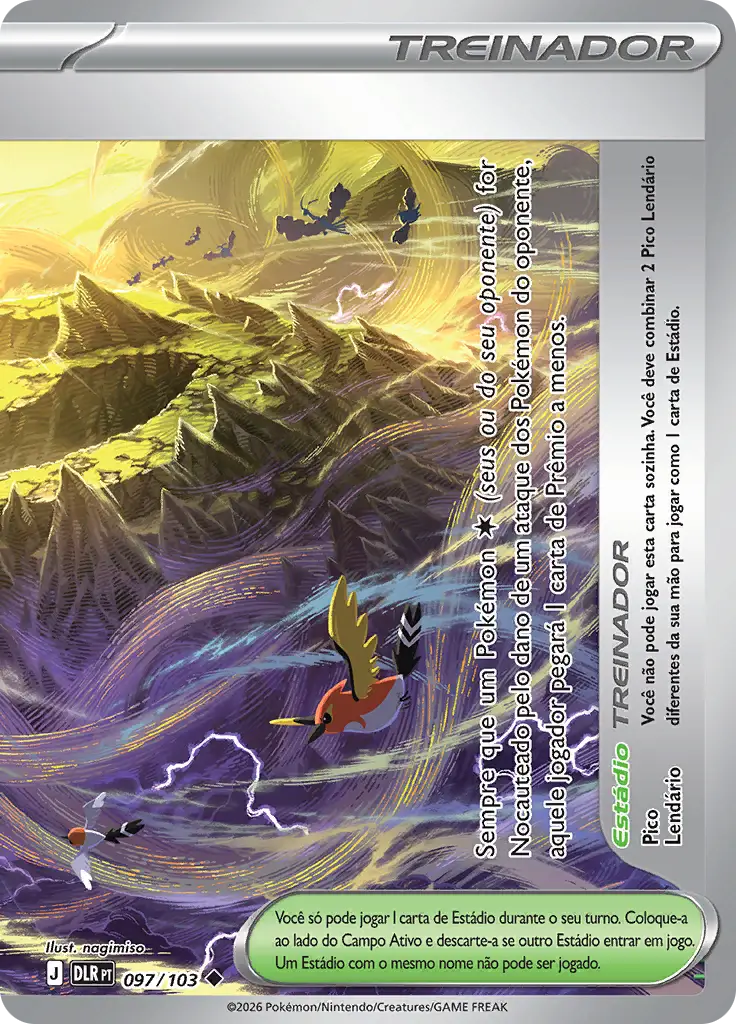 TREINADOR
Estádio TREINADOR
Pico
Lendário
Você não pode jogar esta carta sozinha. Você deve combinar 2 Pico Lendário
diferentes da sua mão para jogar como 1 carta de Estádio.
Sempre que um Pokémon (seus ou do seu oponente) for
Nocauteado pelo dano de um ataque dos Pokémon do oponente,
aquele jogador pegará 1 carta de Prêmio a menos.
Você só pode jogar 1 carta de Estádio durante o seu turno. Coloque-a
ao lado do Campo Ativo e descarte-a se outro Estádio entrar em jogo.
Um Estádio com o mesmo nome não pode ser jogado.
Ilust. nagimiso
J DLR PT 097/103
©2026 Pokémon/Nintendo/Creatures/GAME FREAK